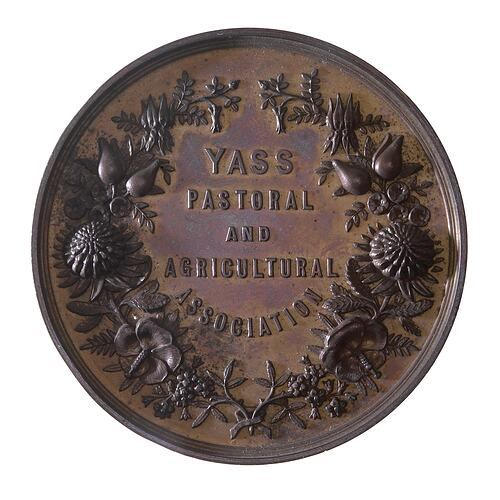 YASS
PASTORAL
AND
AGRICULTURAL
ASSOCIATION